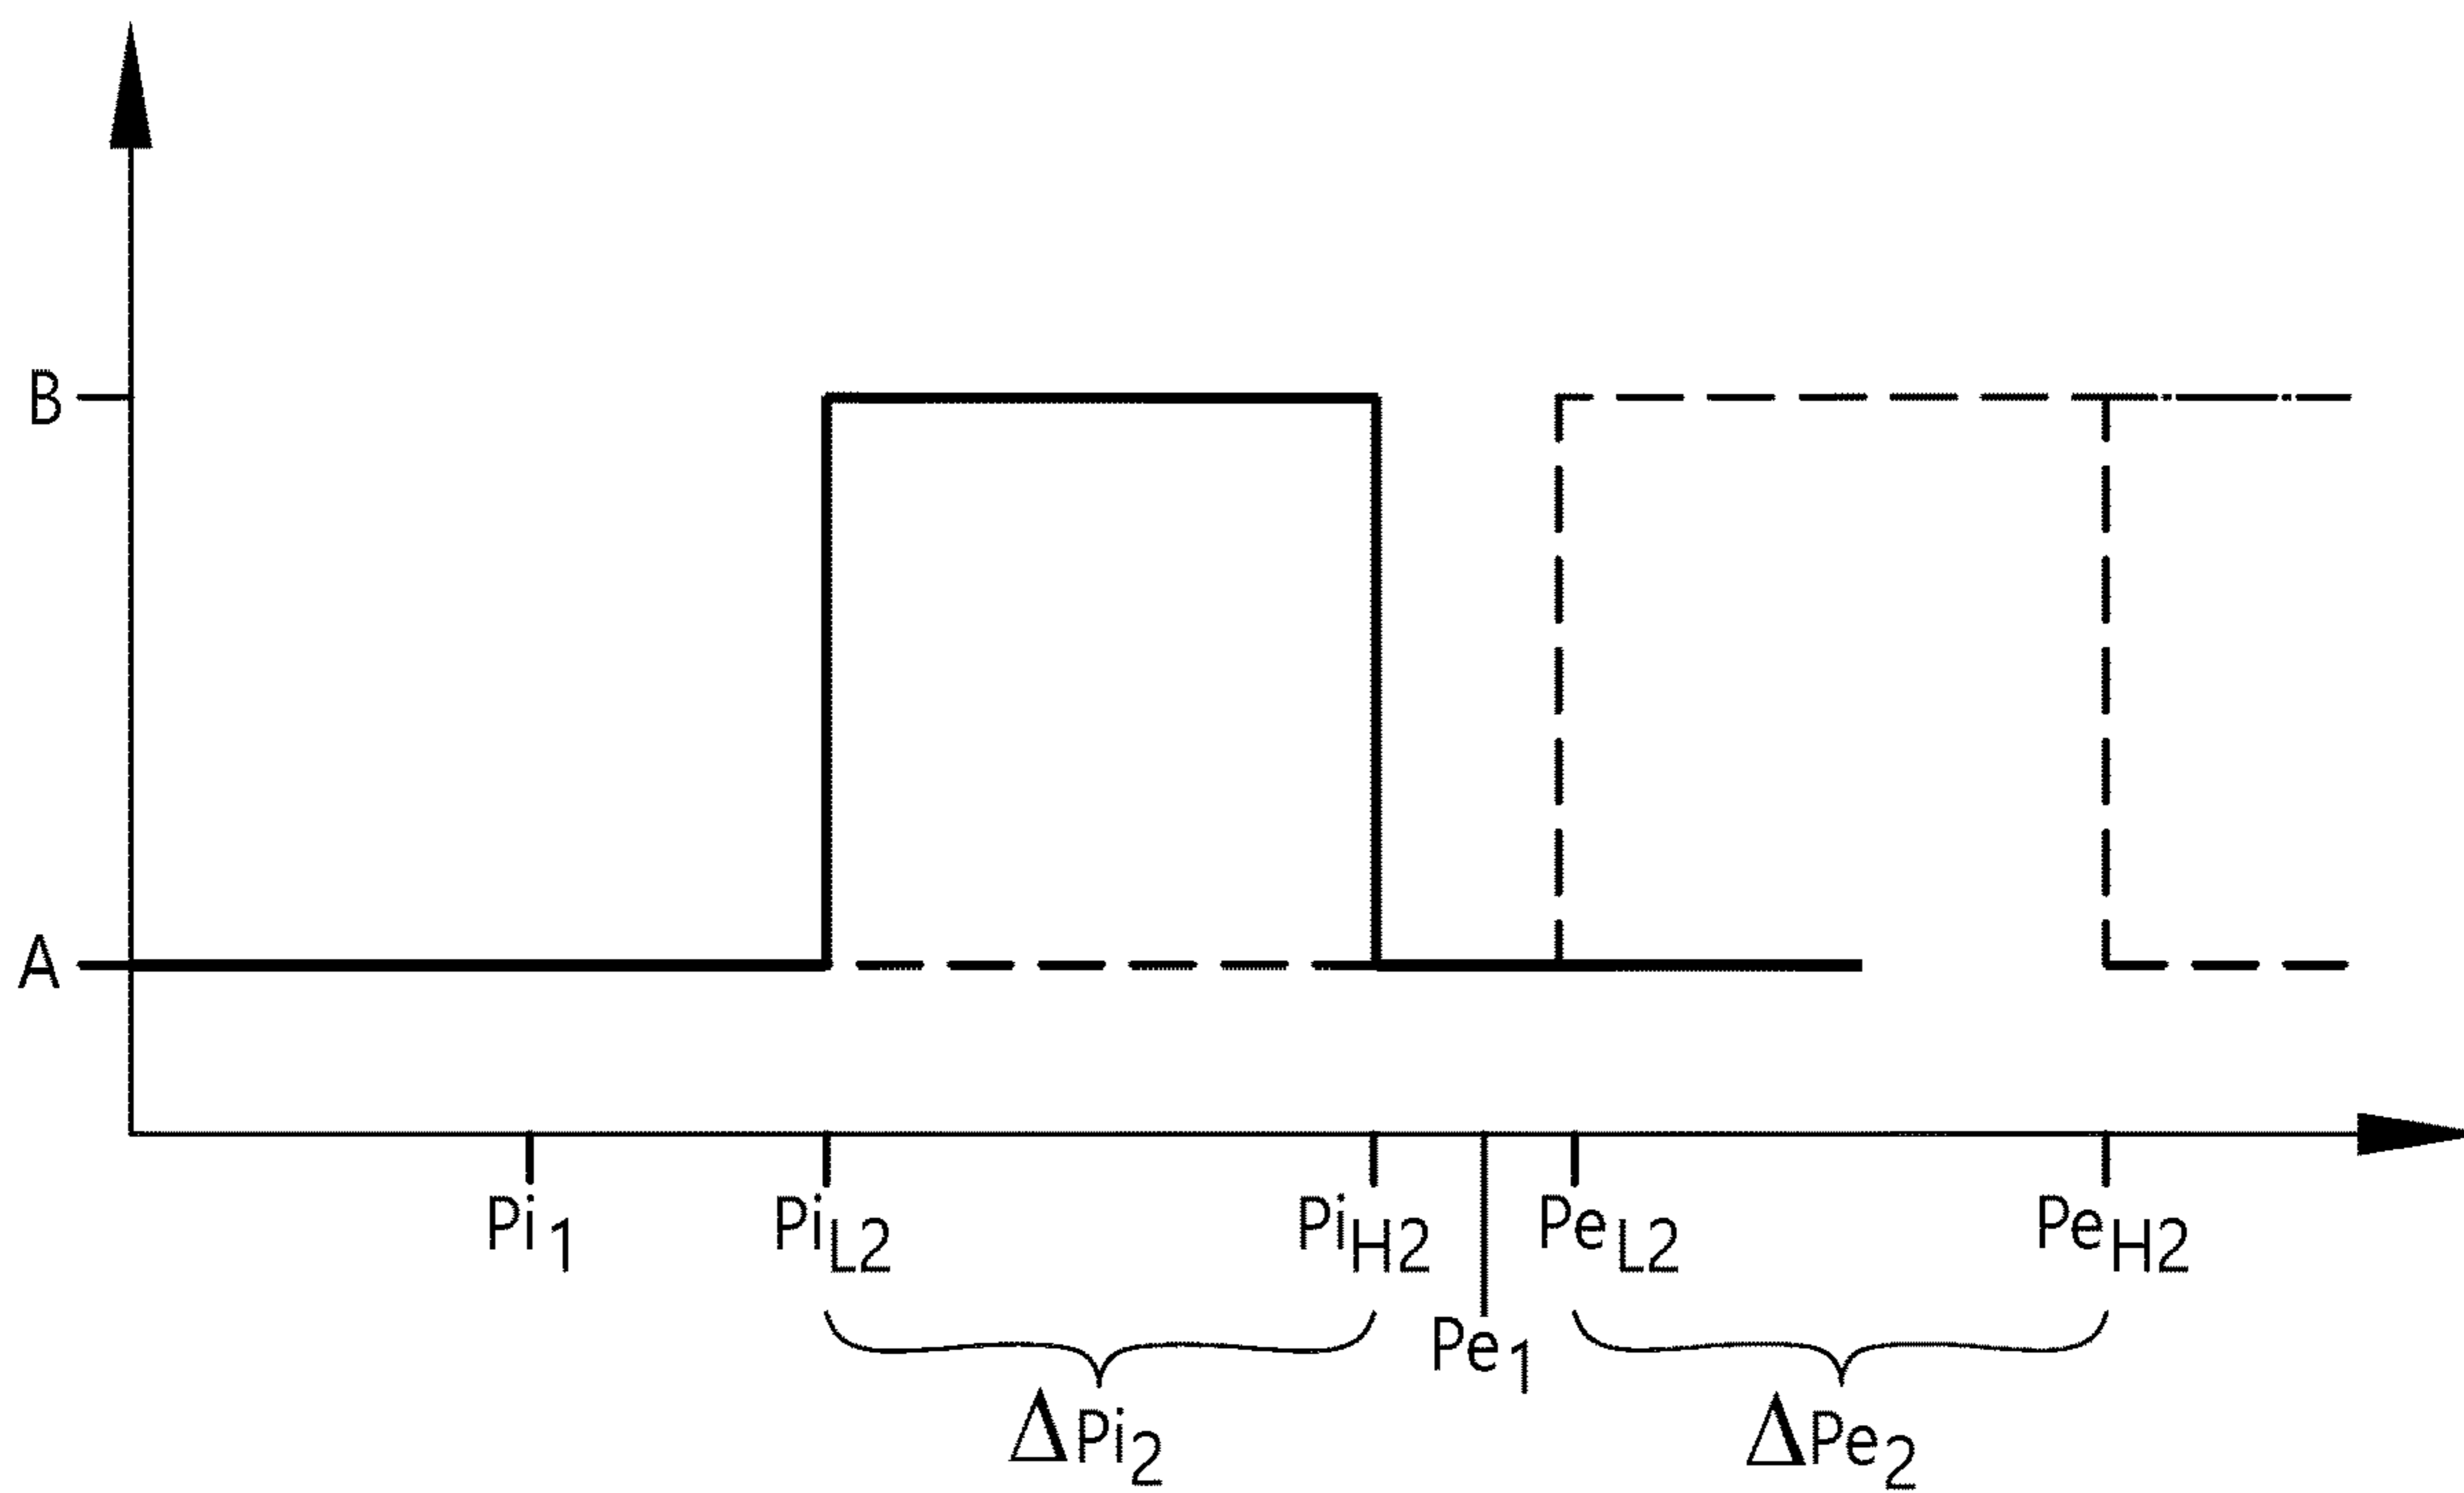 B
A
Pi1 PiL2 PiH2 PeL2 PeH2
Pe1
ΔPi2 ΔPe2